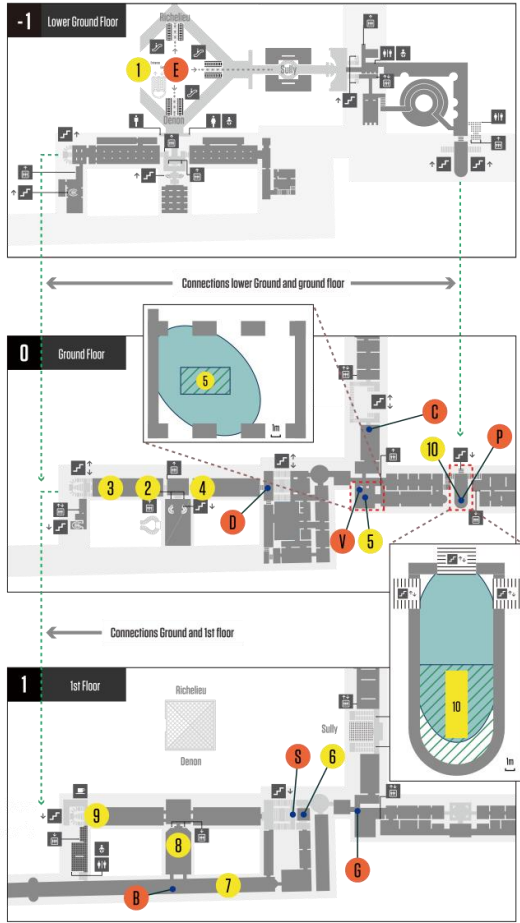 -1 Lower Ground Floor
Richelieu
1
E
Sully
Denon
Connections lower Ground and ground floor
0 Ground Floor
5
1m
C
P
10
3
2
4
D
V
5
Connections Ground and 1st floor
10
1m
1 1st Floor
Richelieu
Denon
Sully
S
6
9
8
G
7
B